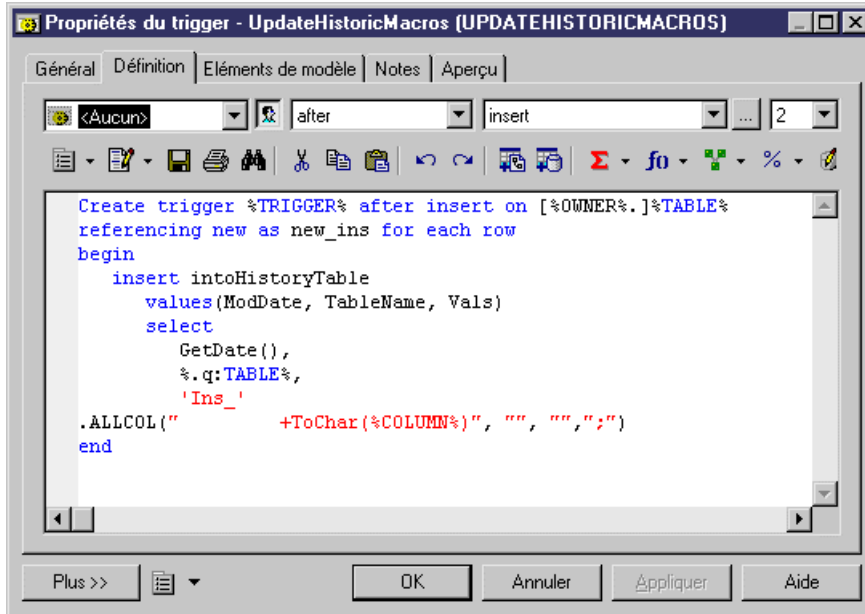 Propriétés du trigger - UpdateHistoricMacros (UPDATEHISTORICMACROS)
Général Définition Eléments de modèle Notes Aperçu
<Aucun> after insert ... 2
Σ f() %
Create trigger %TRIGGER% after insert on [%OWNER%.]%TABLE%
referencing new as new_ins for each row
begin
insert intoHistoryTable
values(ModDate, TableName, Vals)
select
GetDate(),
%.q:TABLE%,
'Ins_'
.ALLCOL("          +ToChar(%COLUMN%)", "", "",";")
end
Plus >> OK Annuler Appliquer Aide